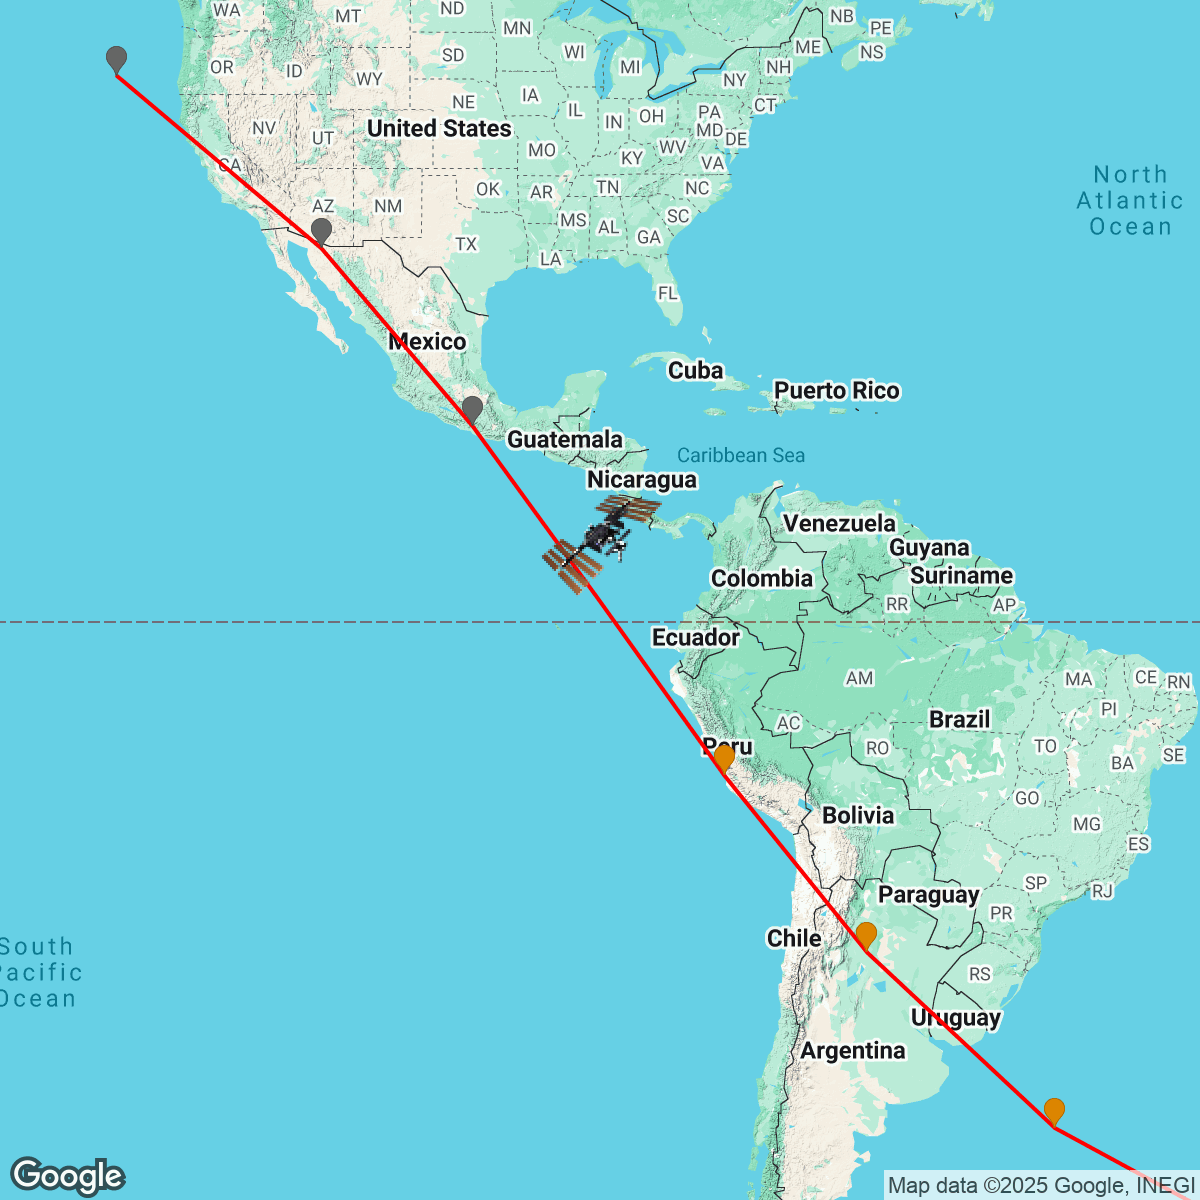 WA
MT
ND
MN
NB
PE
NS
ME
OR
ID
SD
WI
MI
NH
NY
WY
NE
IA
CT
IL
IN
OH
PA
NV
UT
United States
MD
DE
MO
KY
WV
VA
CA
OK
AR
TN
NC
AZ
NM
MS
AL
SC
GA
TX
LA
FL
North
Atlantic
Ocean
Mexico
Cuba
Puerto Rico
Guatemala
Caribbean Sea
Nicaragua
Venezuela
Guyana
Suriname
Colombia
RR
AP
Ecuador
AM
MA
CE
RN
PI
AC
Brazil
Peru
RO
TO
BA
SE
GO
Bolivia
MG
ES
SP
RJ
Paraguay
PR
Chile
South
Pacific
Ocean
RS
Uruguay
Argentina
Google
Map data ©2025 Google, INEGI